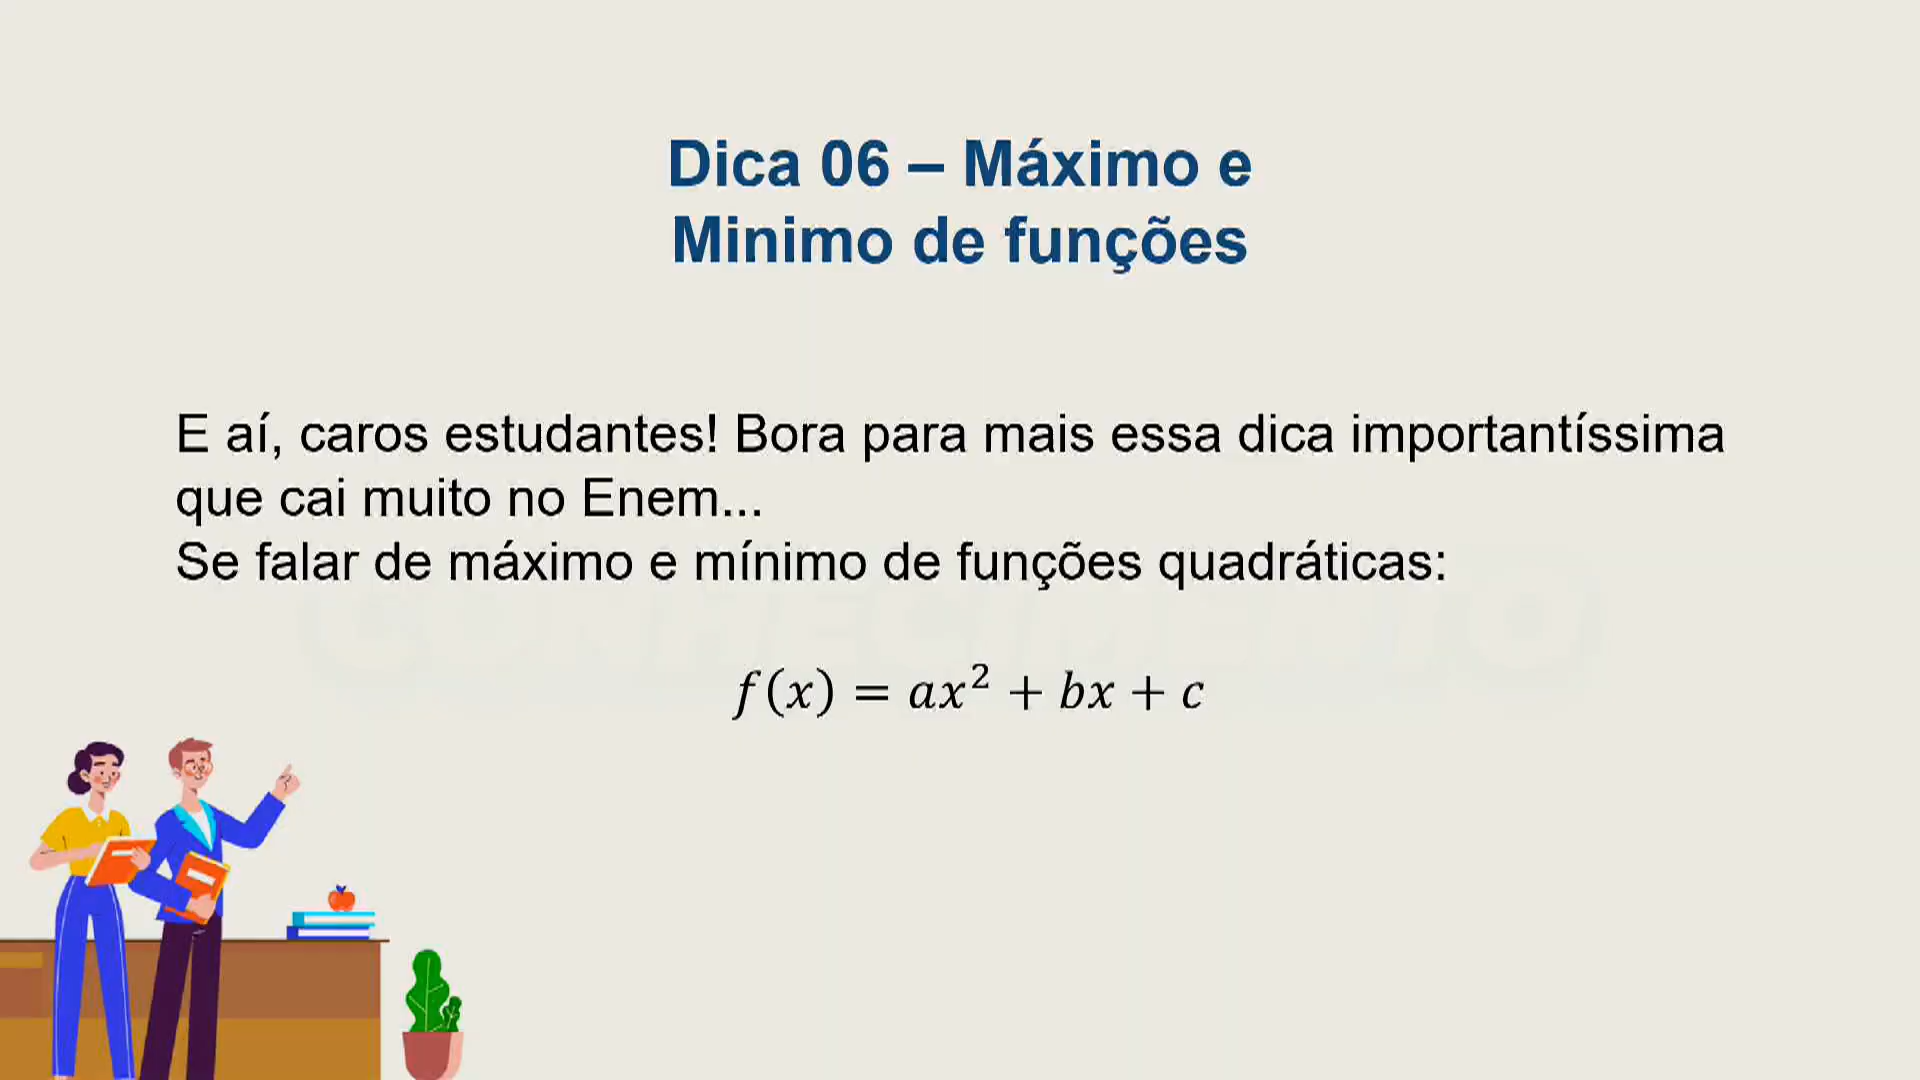 Dica 06 – Máximo e
Minimo de funções
E aí, caros estudantes! Bora para mais essa dica importantíssima
que cai muito no Enem...
Se falar de máximo e mínimo de funções quadráticas:
CONHECIMENTO
f(x) = ax² + bx + c